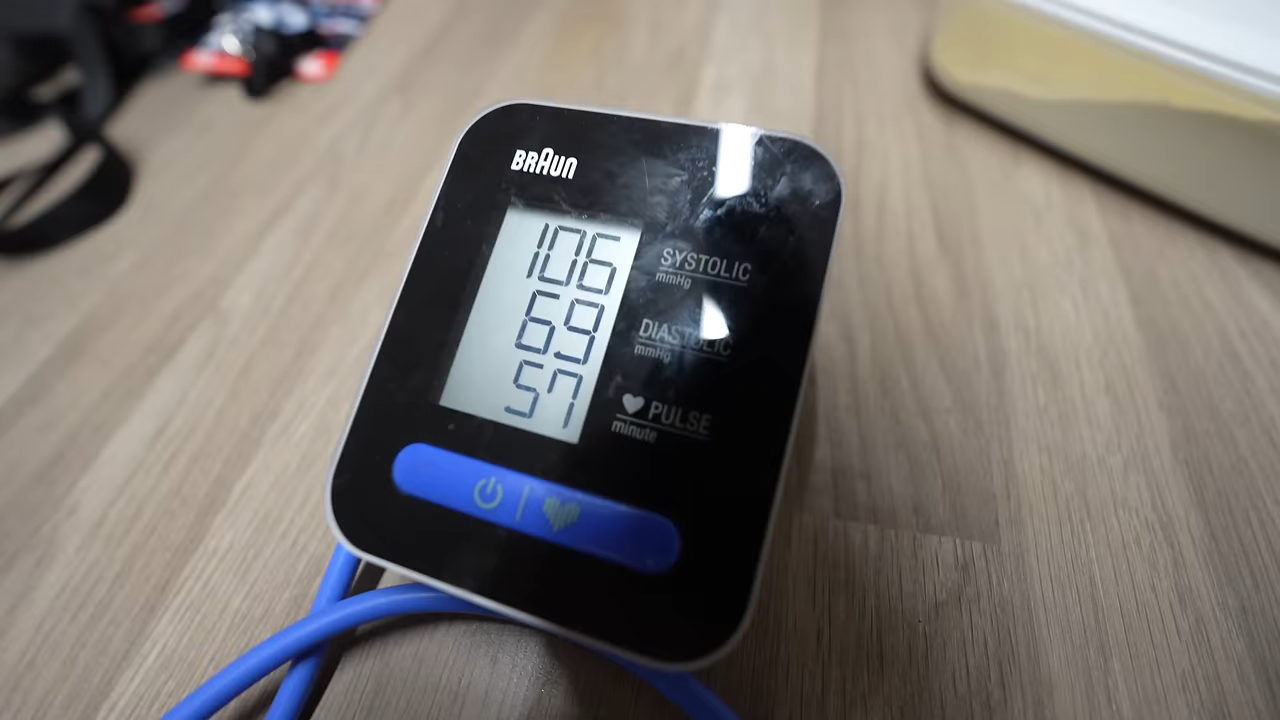 BRAUN
106
SYSTOLIC
mmHg
69
DIASTOLIC
mmHg
57
PULSE
minute